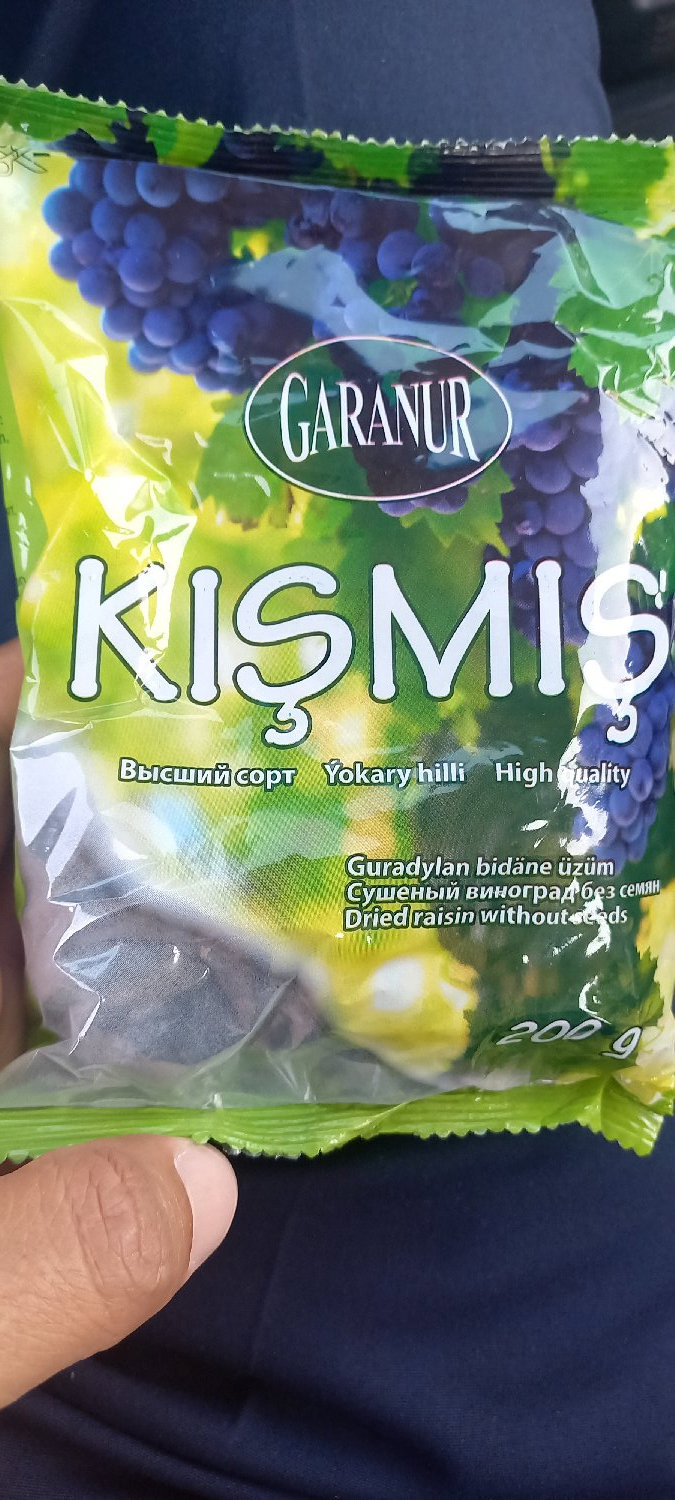 GARANUR
KIŞMIŞ
Высший сорт Ýokary hilli High quality
Guradylan bidäne üzüm
Сушеный виноград без семян
Dried raisin without seeds
200 g